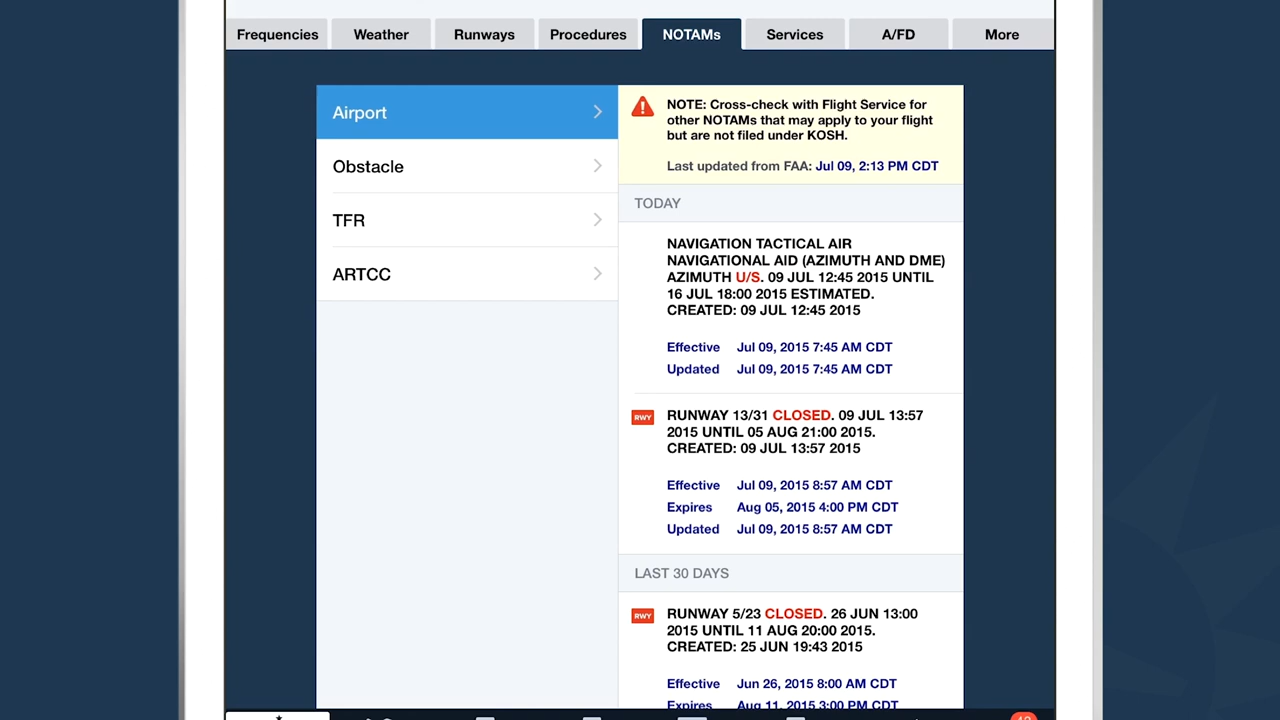 Frequencies
Weather
Runways
Procedures
NOTAMs
Services
A/FD
More
Airport
Obstacle
TFR
ARTCC
NOTE: Cross-check with Flight Service for
other NOTAMs that may apply to your flight
but are not filed under KOSH.
Last updated from FAA: Jul 09, 2:13 PM CDT
TODAY
NAVIGATION TACTICAL AIR
NAVIGATIONAL AID (AZIMUTH AND DME)
AZIMUTH U/S. 09 JUL 12:45 2015 UNTIL
16 JUL 18:00 2015 ESTIMATED.
CREATED: 09 JUL 12:45 2015
Effective Jul 09, 2015 7:45 AM CDT
Updated Jul 09, 2015 7:45 AM CDT
RWY
RUNWAY 13/31 CLOSED. 09 JUL 13:57
2015 UNTIL 05 AUG 21:00 2015.
CREATED: 09 JUL 13:57 2015
Effective Jul 09, 2015 8:57 AM CDT
Expires Aug 05, 2015 4:00 PM CDT
Updated Jul 09, 2015 8:57 AM CDT
LAST 30 DAYS
RWY
RUNWAY 5/23 CLOSED. 26 JUN 13:00
2015 UNTIL 11 AUG 20:00 2015.
CREATED: 25 JUN 19:43 2015
Effective Jun 26, 2015 8:00 AM CDT
Expires Aug 11, 2015 3:00 PM CDT